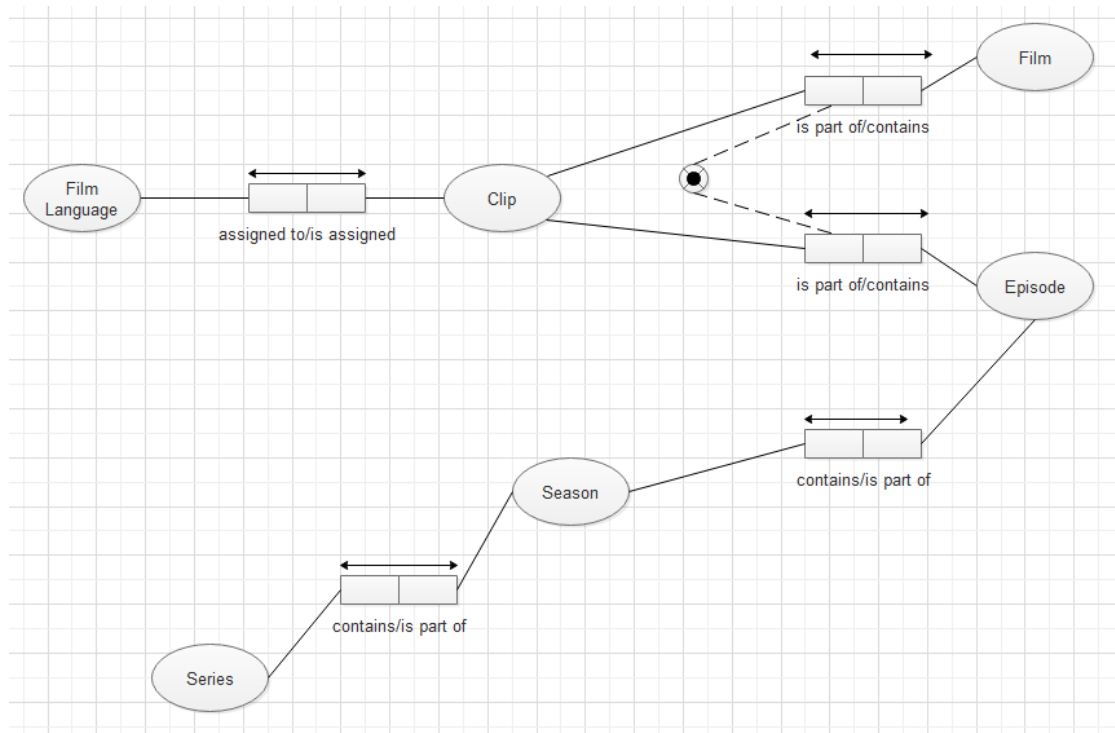 Film
is part of/contains
Film
Language
Clip
assigned to/is assigned
is part of/contains
Episode
contains/is part of
Season
contains/is part of
Series